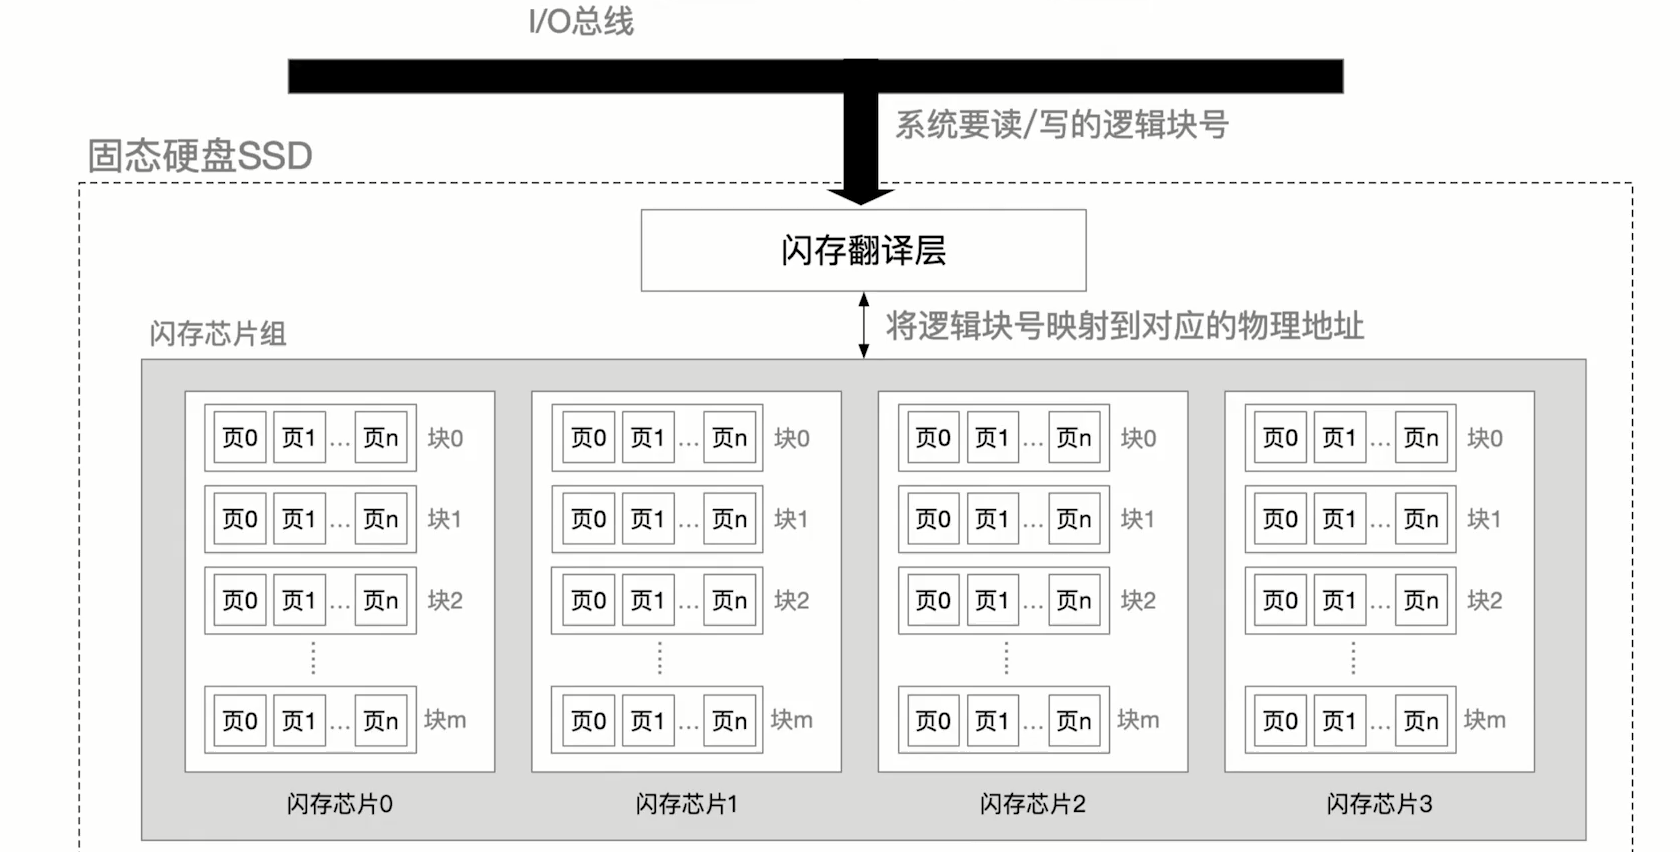 I/O总线
系统要读/写的逻辑块号
固态硬盘SSD
闪存翻译层
将逻辑块号映射到对应的物理地址
闪存芯片组
页0 页1 ... 页n 块0 页0 页1 ... 页n 块0 页0 页1 ... 页n 块0 页0 页1 ... 页n 块0
页0 页1 ... 页n 块1 页0 页1 ... 页n 块1 页0 页1 ... 页n 块1 页0 页1 ... 页n 块1
页0 页1 ... 页n 块2 页0 页1 ... 页n 块2 页0 页1 ... 页n 块2 页0 页1 ... 页n 块2
页0 页1 ... 页n 块m 页0 页1 ... 页n 块m 页0 页1 ... 页n 块m 页0 页1 ... 页n 块m
闪存芯片0 闪存芯片1 闪存芯片2 闪存芯片3